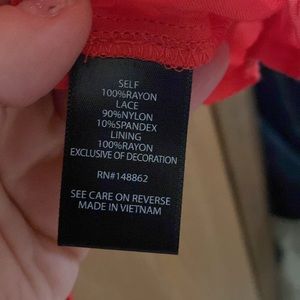 SELF
100%RAYON
LACE
90%NYLON
10%SPANDEX
LINING
100%RAYON
EXCLUSIVE OF DECORATION
RN#148862
SEE CARE ON REVERSE
MADE IN VIETNAM